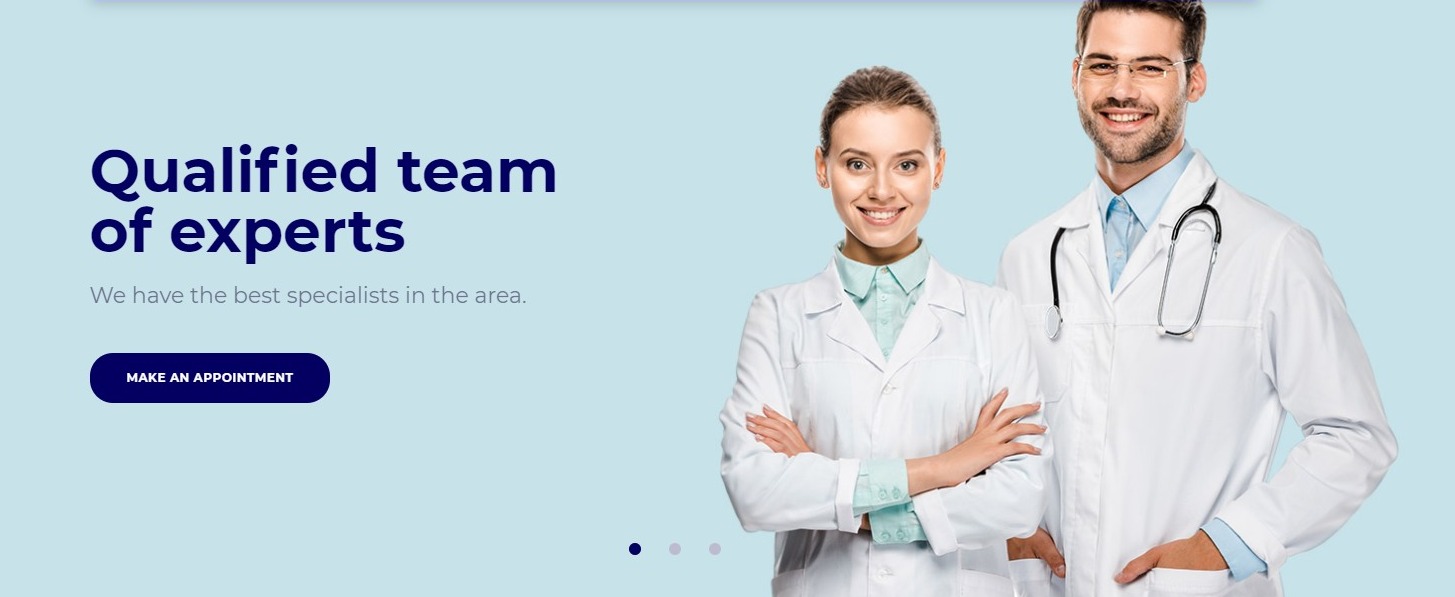 Qualified team
of experts
We have the best specialists in the area.
MAKE AN APPOINTMENT